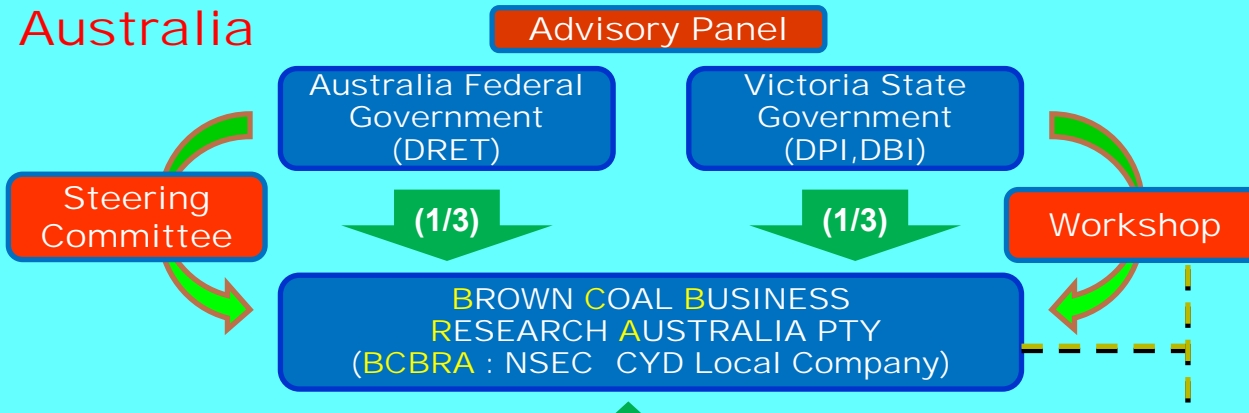 Australia
Advisory Panel
Australia Federal
Government
(DRET)
Victoria State
Government
(DPI,DBI)
Steering
Committee
(1/3)
(1/3)
Workshop
BROWN COAL BUSINESS
RESEARCH AUSTRALIA PTY
(BCBRA : NSEC CYD Local Company)